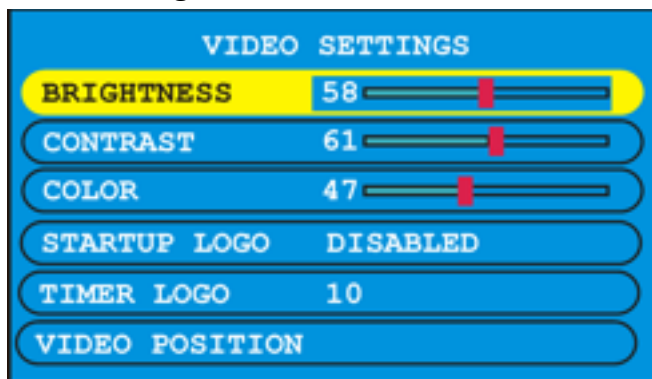 VIDEO SETTINGS
BRIGHTNESS 58
CONTRAST 61
COLOR 47
STARTUP LOGO DISABLED
TIMER LOGO 10
VIDEO POSITION